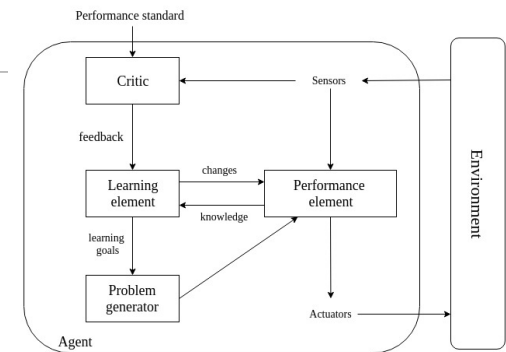 Performance standard
Critic
Sensors
feedback
changes
Learning
element
Performance
element
knowledge
learning
goals
Problem
generator
Actuators
Agent
Environment